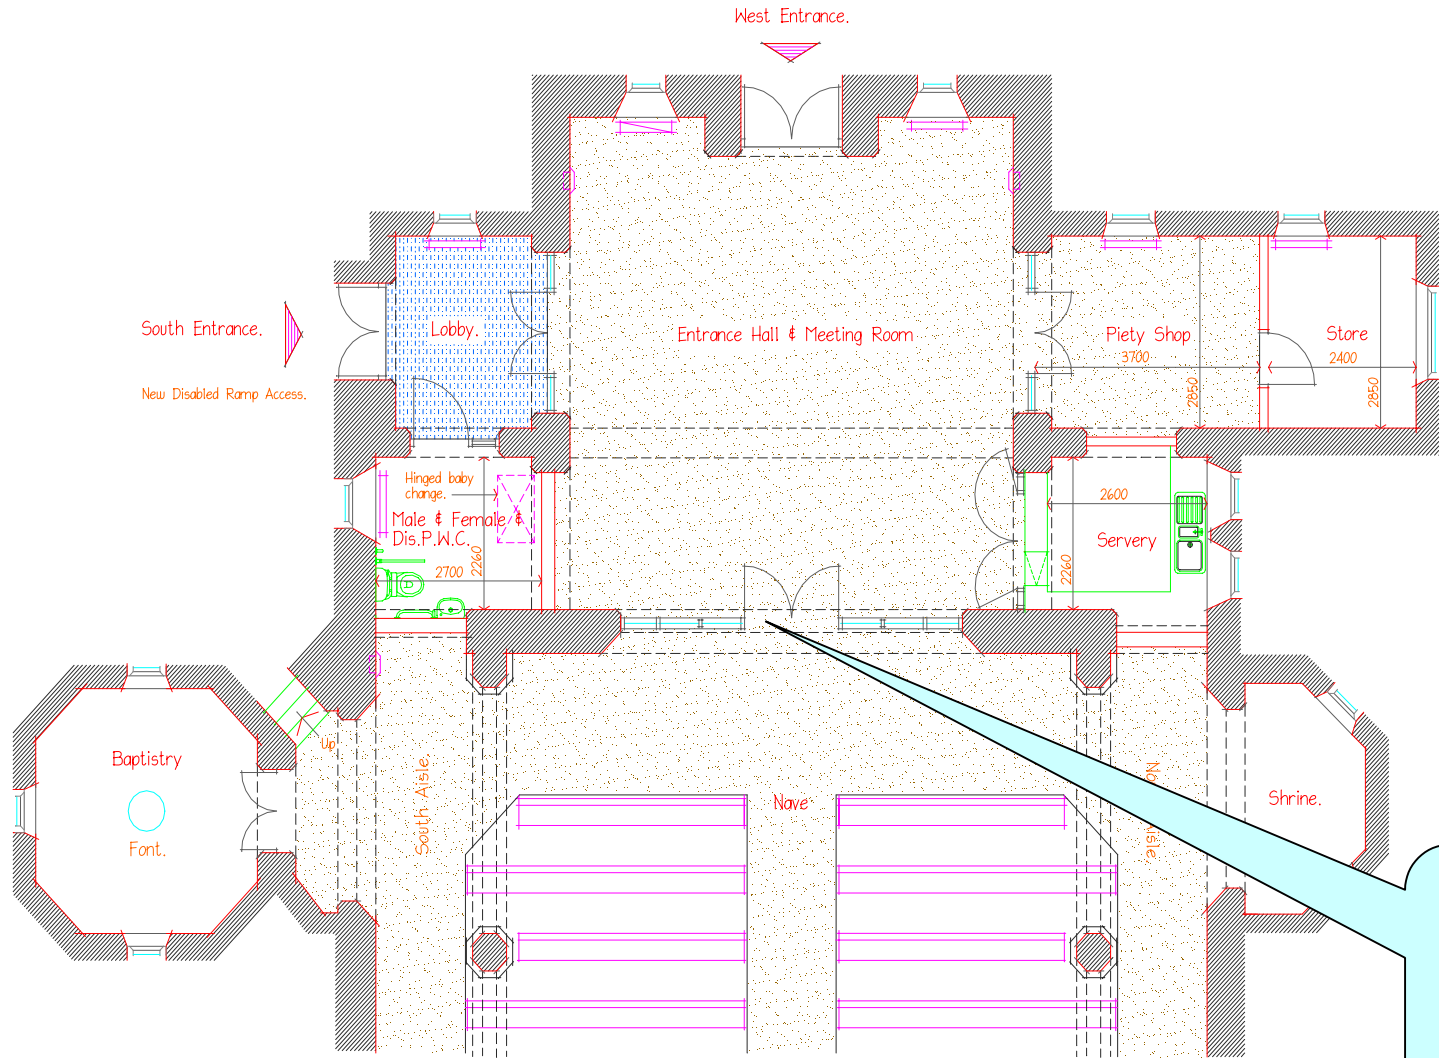 West Entrance.
South Entrance.
Lobby.
Entrance Hall & Meeting Room
Piety Shop
3700
2850
Store
2400
2850
New Disabled Ramp Access.
Hinged baby
change.
Male & Female &
Dis.P.W.C.
2700
2260
2600
Servery
2260
Up
Baptistry
Font.
South Aisle.
Nave
Shrine.